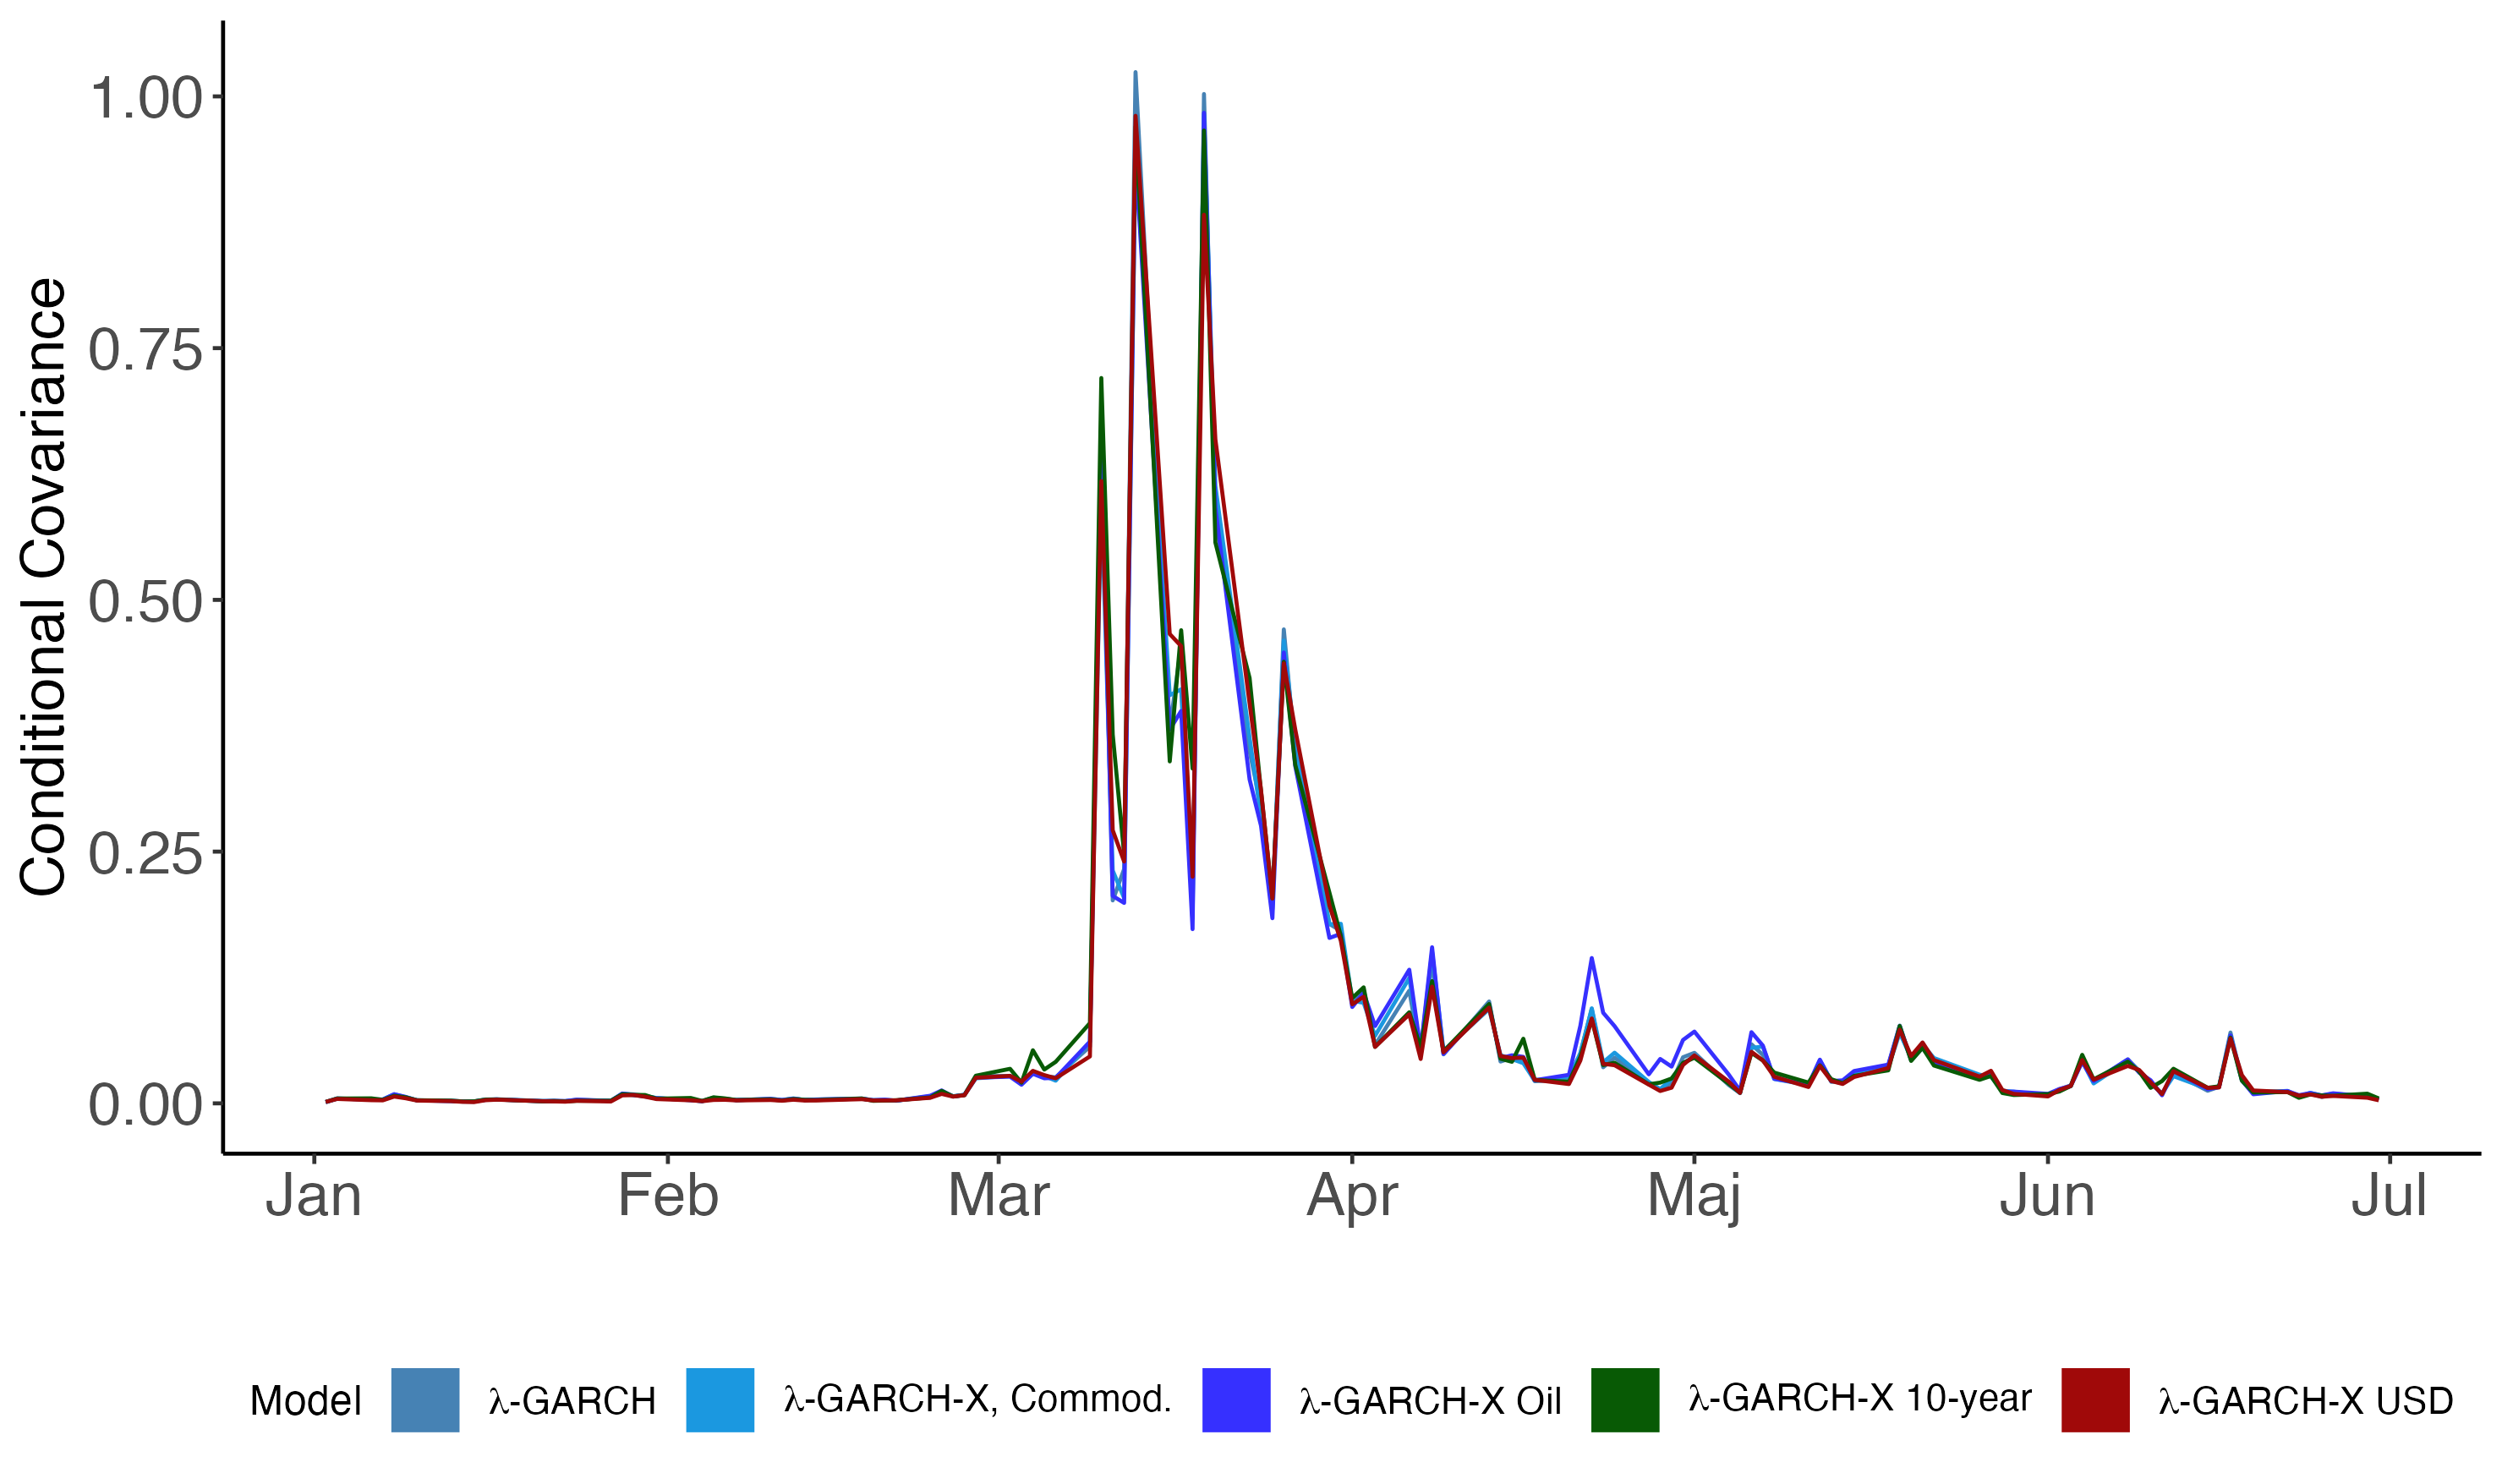 Conditional Covariance
1.00
0.75
0.50
0.25
0.00
Jan Feb Mar Apr Maj Jun Jul
Model λ-GARCH λ-GARCH-X, Commod. λ-GARCH-X Oil λ-GARCH-X 10-year λ-GARCH-X USD